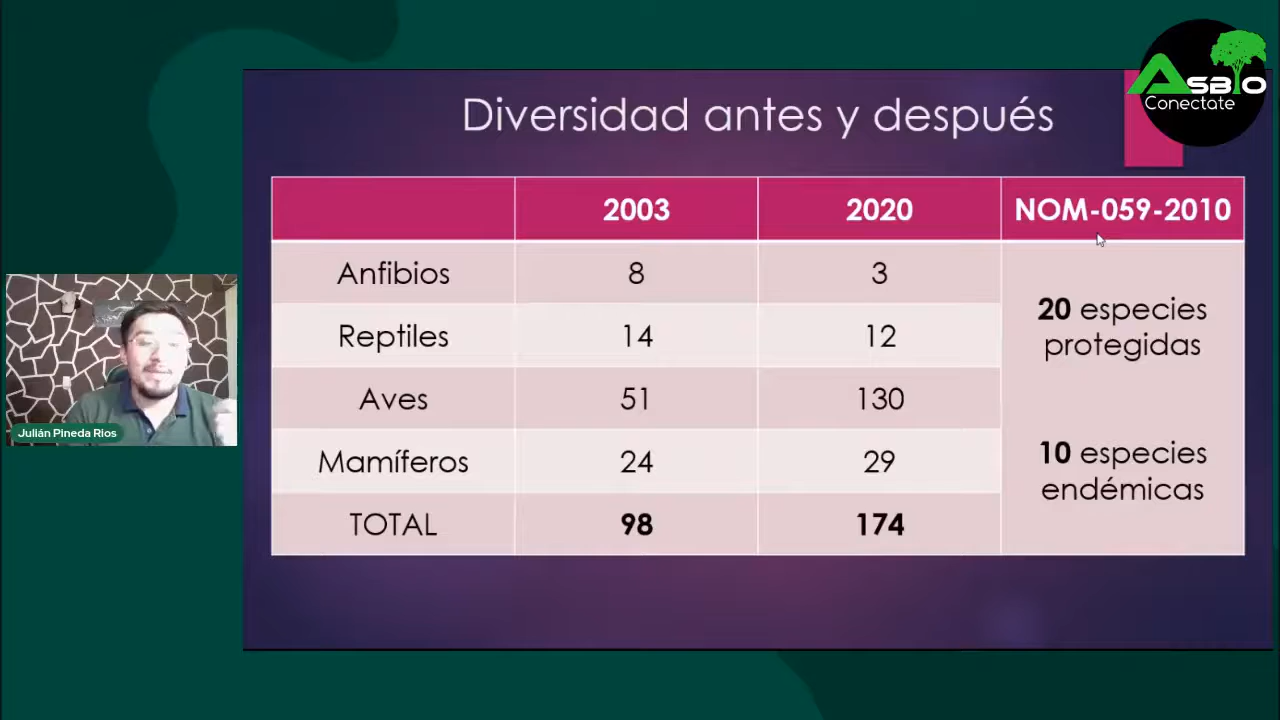 ASBIO
Conectate
Diversidad antes y después
2003 2020 NOM-059-2010
Anfibios 8 3
Reptiles 14 12
Aves 51 130
Mamíferos 24 29
TOTAL 98 174
20 especies
protegidas
10 especies
endémicas
Julián Pineda Rios